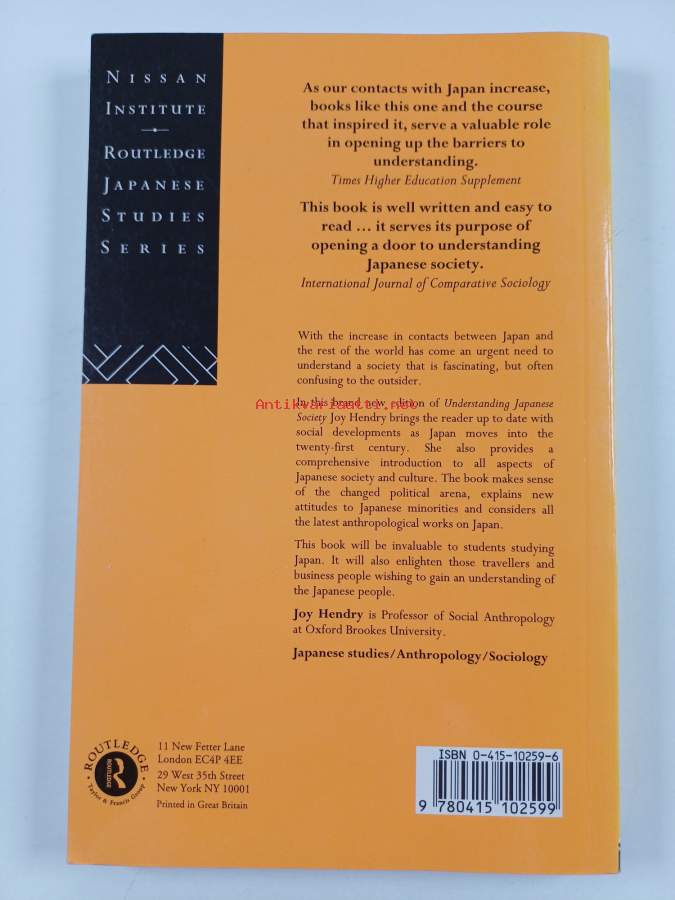 NISSAN
INSTITUTE
ROUTLEDGE
JAPANESE
STUDIES
SERIES
As our contacts with Japan increase,
books like this one and the course
that inspired it, serve a valuable role
in opening up the barriers to
understanding.
Times Higher Education Supplement
This book is well written and easy to
read … it serves its purpose of
opening a door to understanding
Japanese society.
International Journal of Comparative Sociology
With the increase in contacts between Japan and
the rest of the world has come an urgent need to
understand a society that is fascinating, but often
confusing to the outsider.
Antikvariaatti.net
In this brand new edition of Understanding Japanese
Society Joy Hendry brings the reader up to date with
social developments as Japan moves into the
twenty-first century. She also provides a
comprehensive introduction to all aspects of
Japanese society and culture. The book makes sense
of the changed political arena, explains new
attitudes to Japanese minorities and considers all
the latest anthropological works on Japan.
This book will be invaluable to students studying
Japan. It will also enlighten those travellers and
business people wishing to gain an understanding of
the Japanese people.
Joy Hendry is Professor of Social Anthropology
at Oxford Brookes University.
Japanese studies/Anthropology/Sociology
ROUTLEDGE
ROUTLEDGE
Taylor & Francis Group
11 New Fetter Lane
London EC4P 4EE
29 West 35th Street
New York NY 10001
Printed in Great Britain
ISBN 0-415-10259-6
9 780415 102599